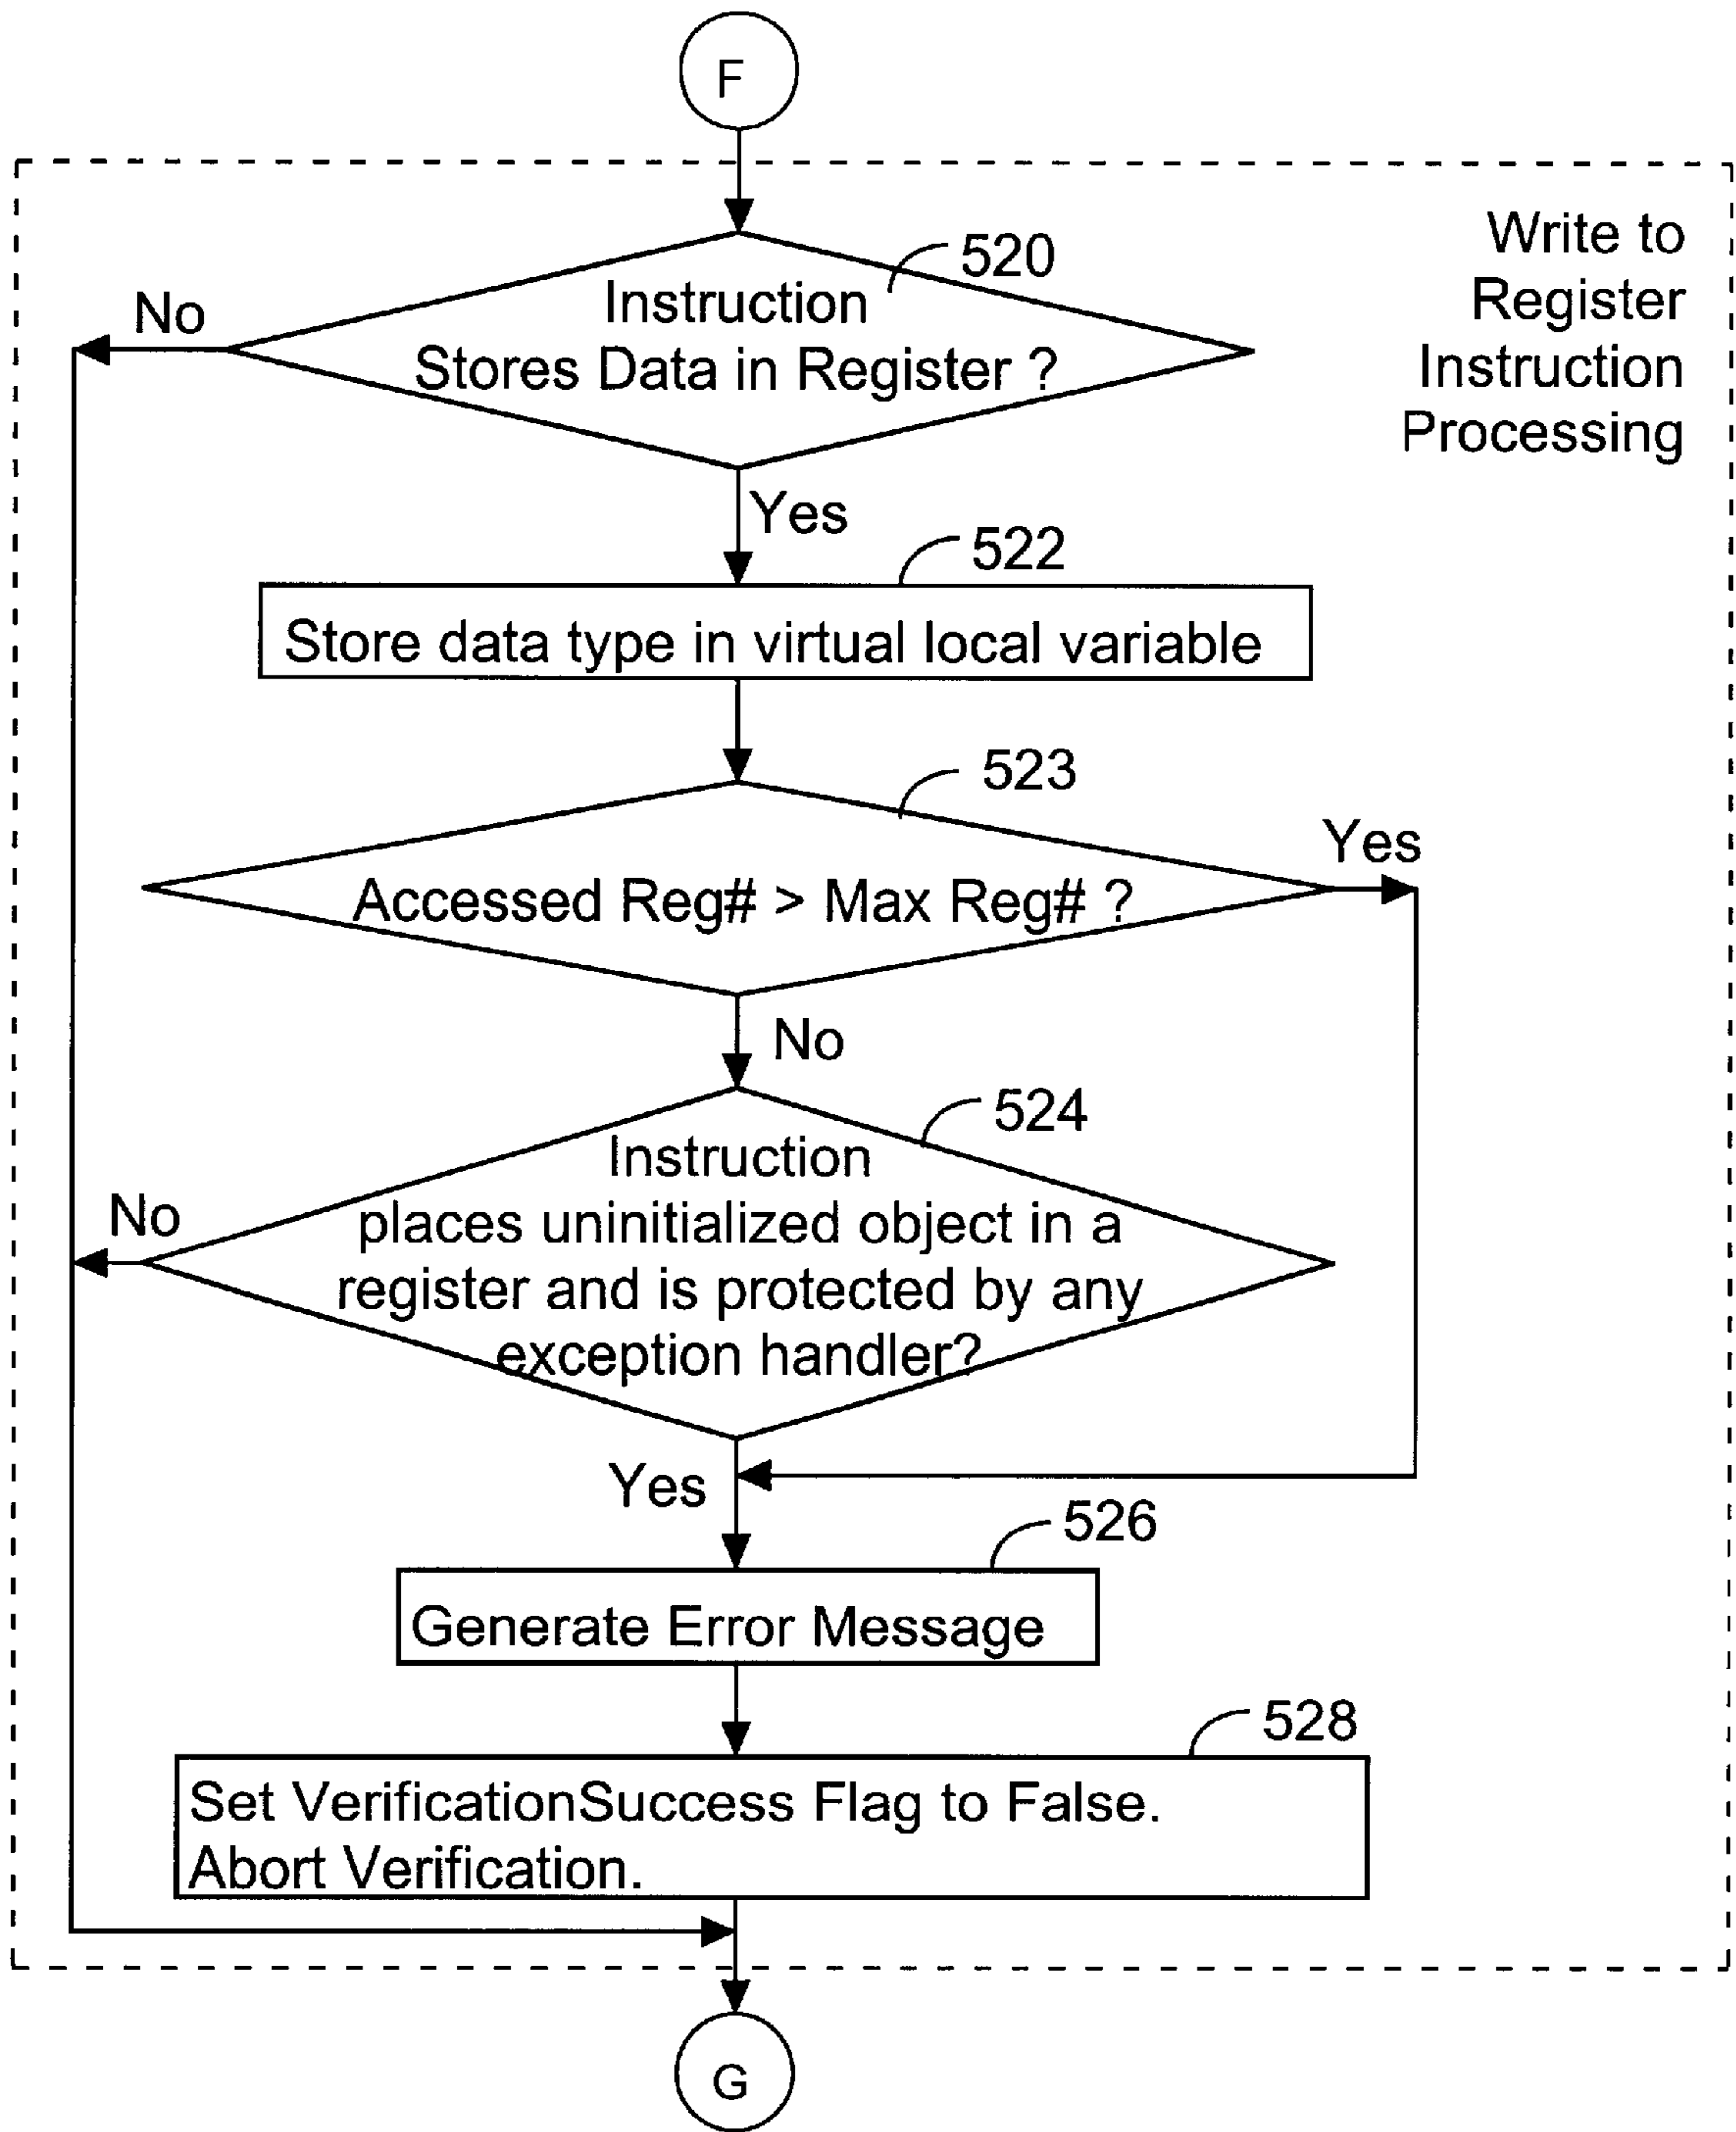 F
Write to
Register
Instruction
Processing
520
Instruction
Stores Data in Register ?
No
Yes
522
Store data type in virtual local variable
523
Accessed Reg# > Max Reg# ?
Yes
No
524
Instruction
places uninitialized object in a
register and is protected by any
exception handler?
No
Yes
526
Generate Error Message
528
Set VerificationSuccess Flag to False.
Abort Verification.
G